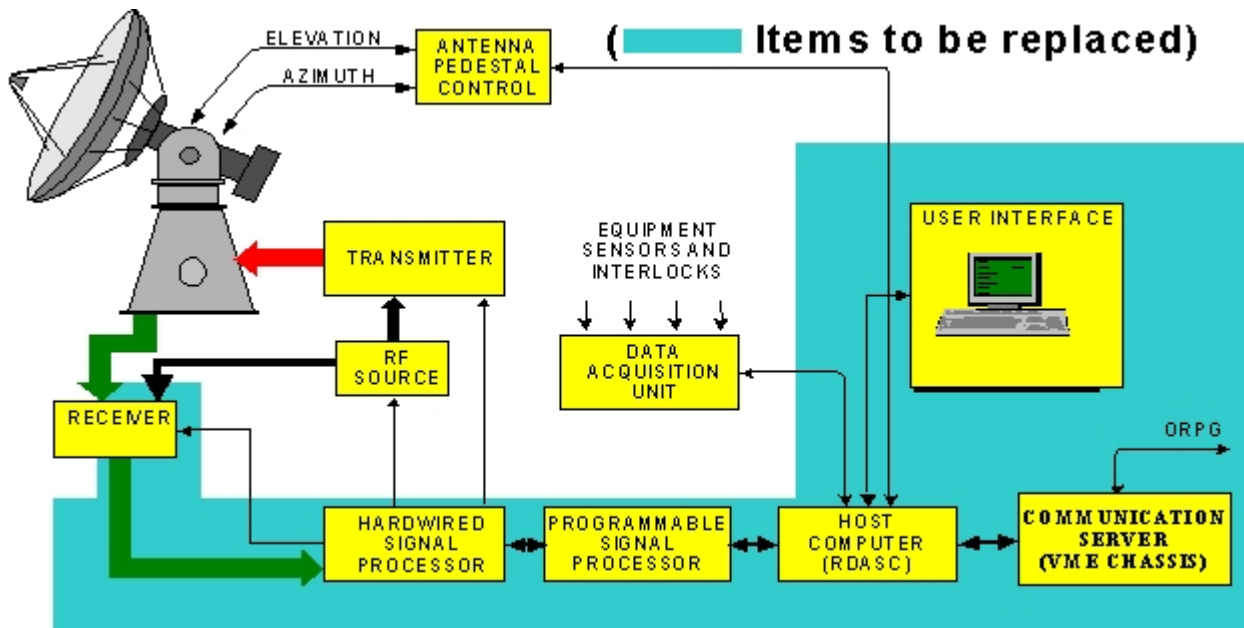 ELEVATION
AZIMUTH
ANTENNA
PEDESTAL
CONTROL
( Items to be replaced)
USER INTERFACE
TRANSMITTER
EQUIPMENT
SENSORS AND
INTERLOCKS
RF
SOURCE
DATA
ACQUISITION
UNIT
RECEIVER
ORPG
HARDWIRED
SIGNAL
PROCESSOR
PROGRAMMABLE
SIGNAL
PROCESSOR
HOST
COMPUTER
(RDASC)
COMMUNICATION
SERVER
(VME CHASSIS)